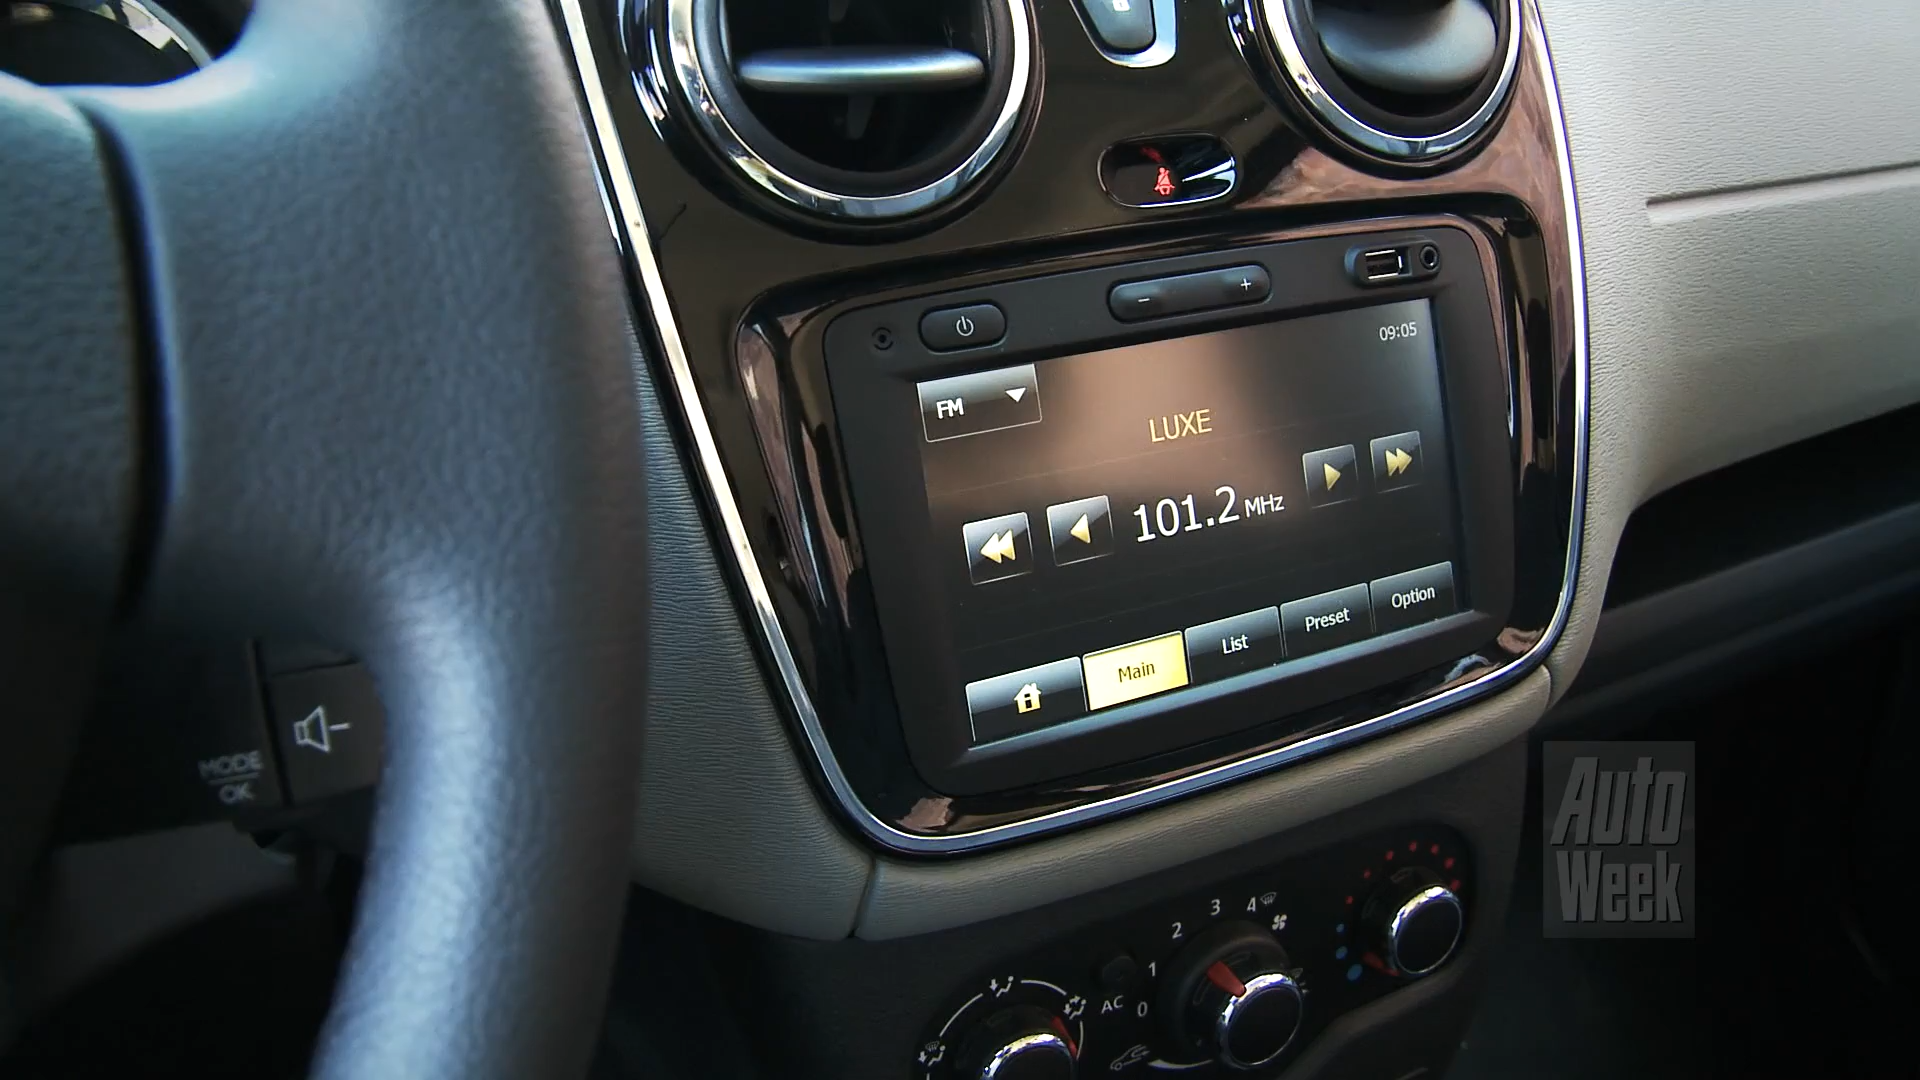 09:05
FM
LUXE
101.2 MHz
Main
List
Preset
Option
MODE
OK
Auto
Week
4
3
2
1
AC
0